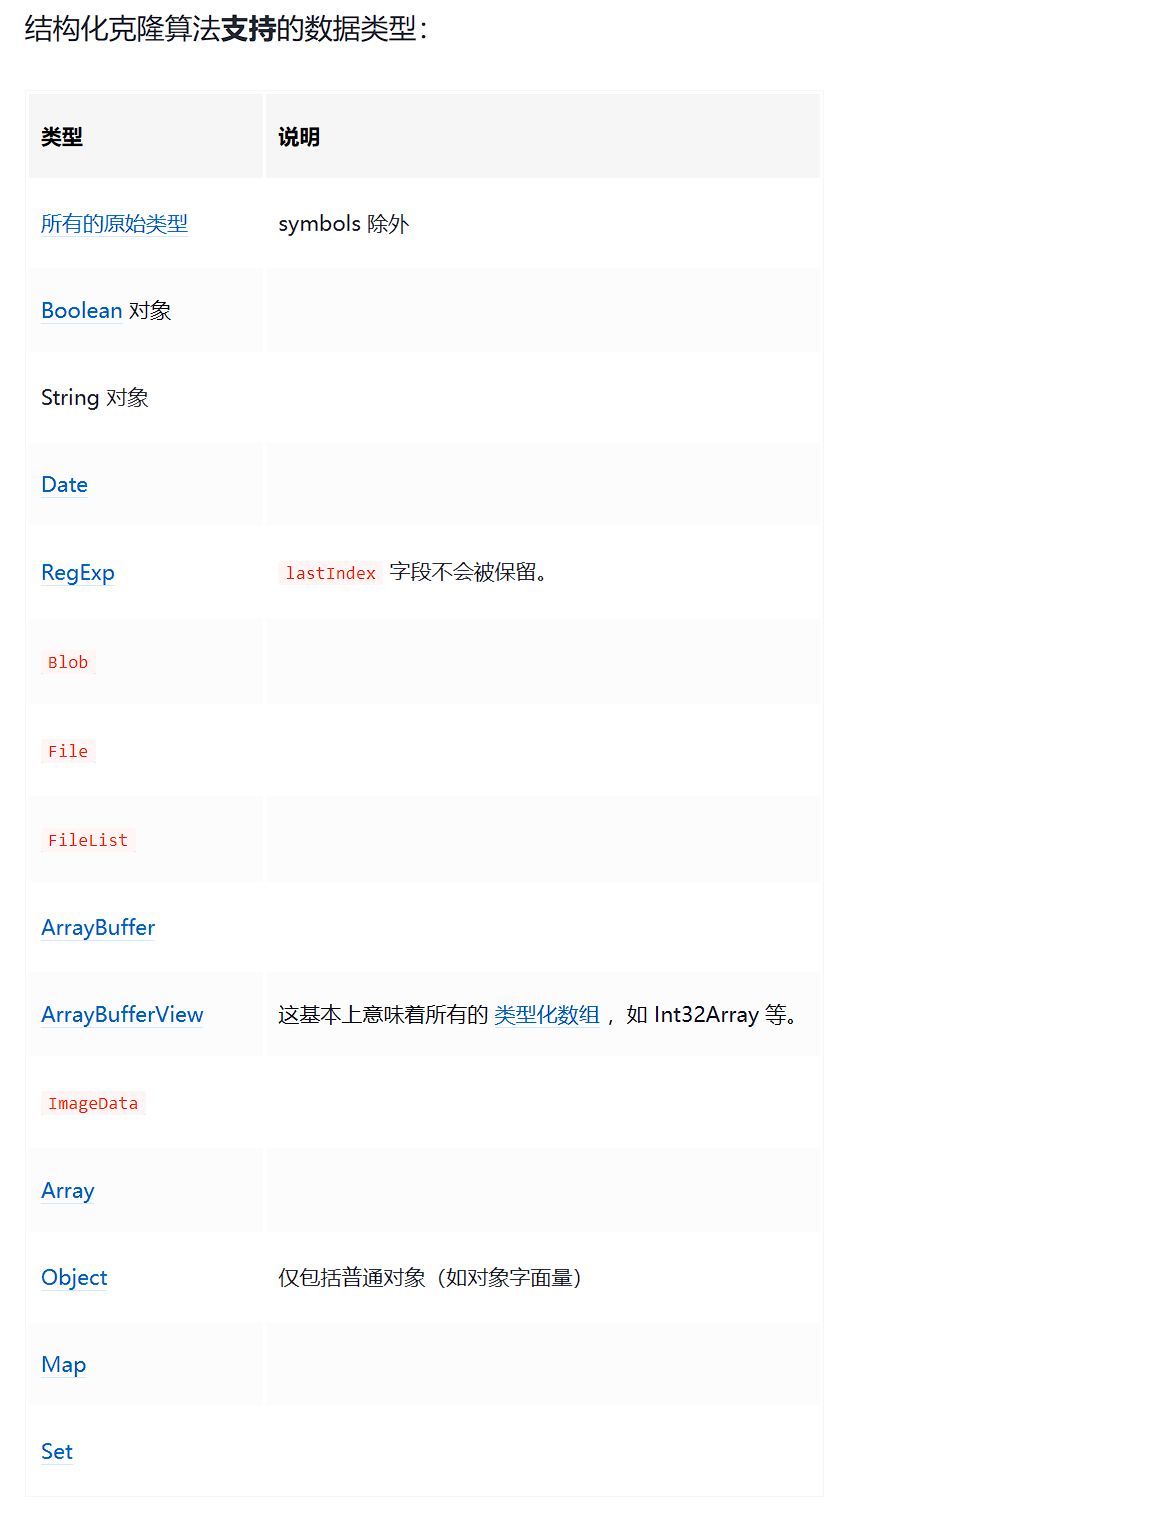 结构化克隆算法支持的数据类型：
类型 说明
所有的原始类型 symbols 除外
Boolean 对象
String 对象
Date
RegExp lastIndex 字段不会被保留。
Blob
File
FileList
ArrayBuffer
ArrayBufferView 这基本上意味着所有的 类型化数组 ，如 Int32Array 等。
ImageData
Array
Object 仅包括普通对象（如对象字面量）
Map
Set